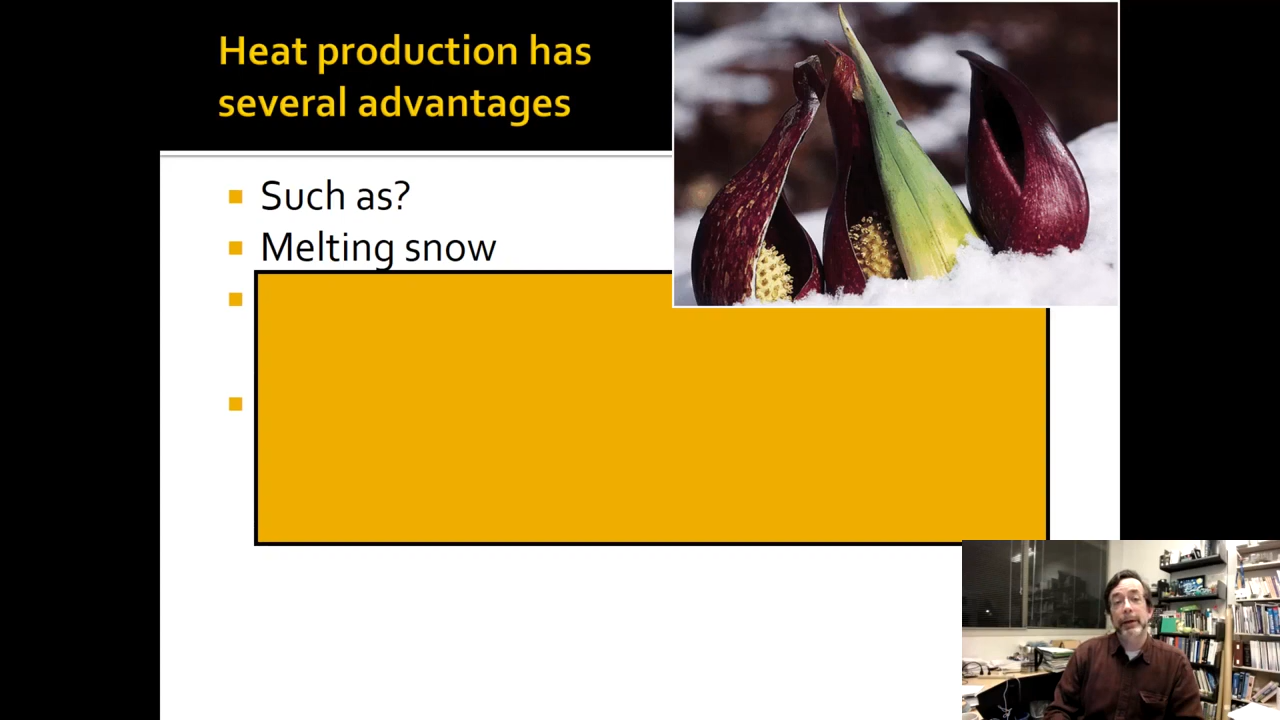 Heat production has
several advantages
Such as?
Melting snow